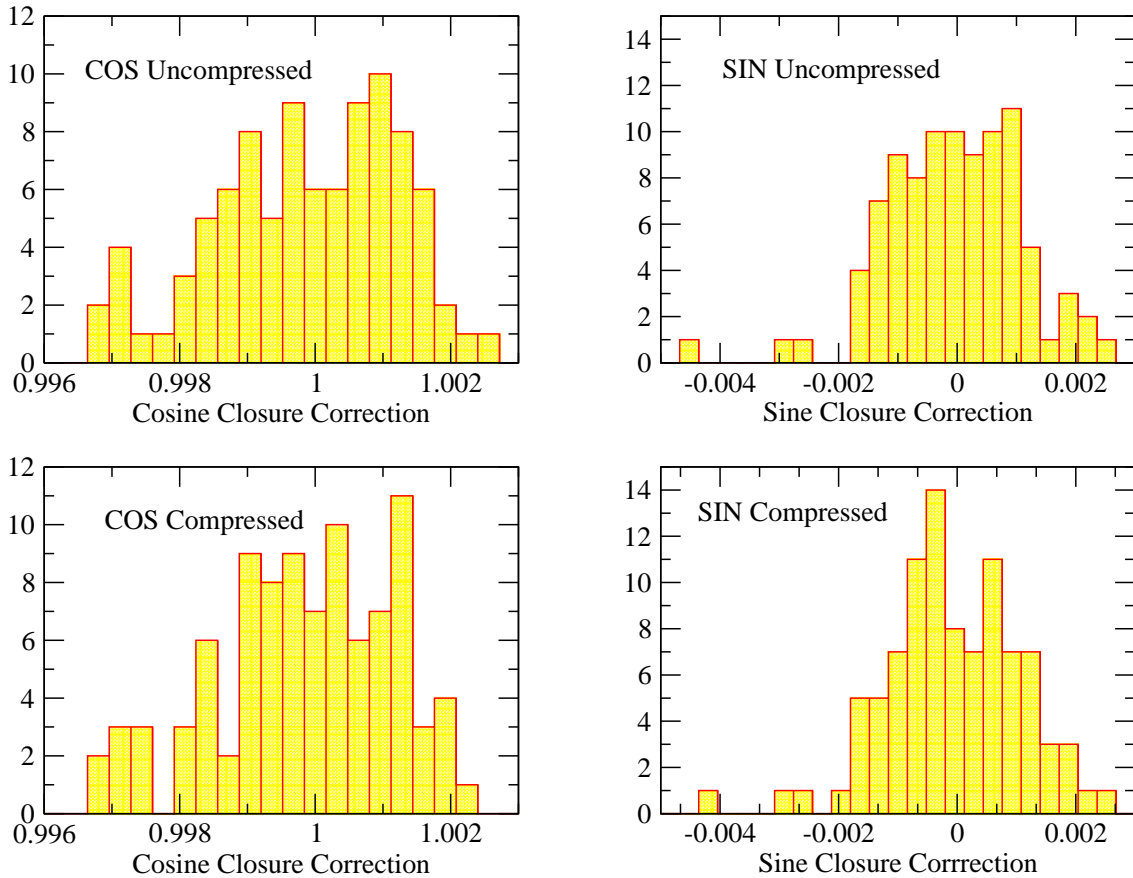 12
10
8
6
4
2
0
COS Uncompressed
0.996 0.998 1 1.002
Cosine Closure Correction
14
12
10
8
6
4
2
0
SIN Uncompressed
-0.004 -0.002 0 0.002
Sine Closure Correction
12
10
8
6
4
2
0
COS Compressed
0.996 0.998 1 1.002
Cosine Closure Correction
14
12
10
8
6
4
2
0
SIN Compressed
-0.004 -0.002 0 0.002
Sine Closure Corrrection